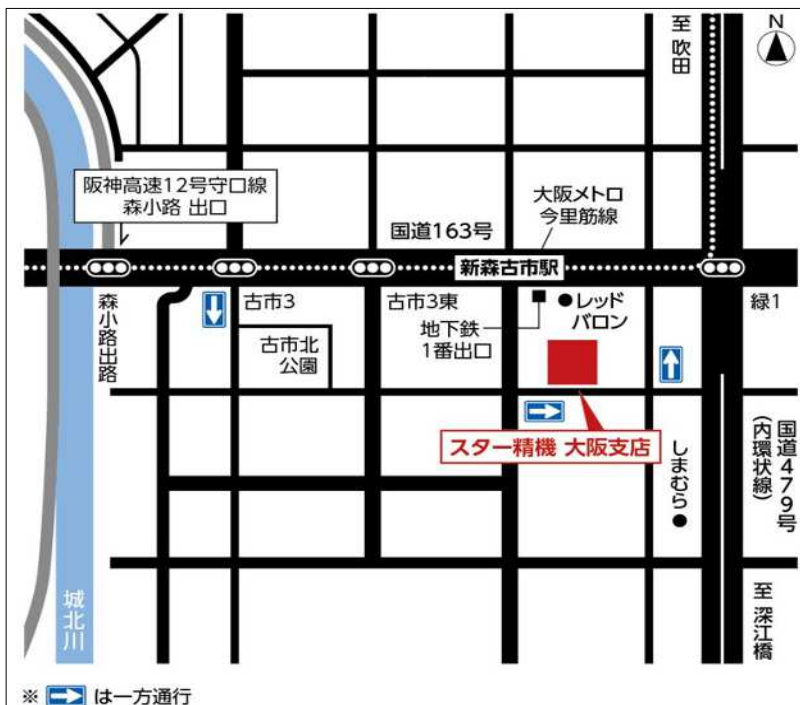 N
至 吹田
阪神高速12号守口線
森小路 出口
大阪メトロ
今里筋線
国道163号
新森古市駅
森小路出路
古市3
古市3東
地下鉄
1番出口
レッド
バロン
緑1
古市北
公園
スター精機 大阪支店
しまむら
国道479号
(内環状線)
城北川
至 深江橋
※ は一方通行